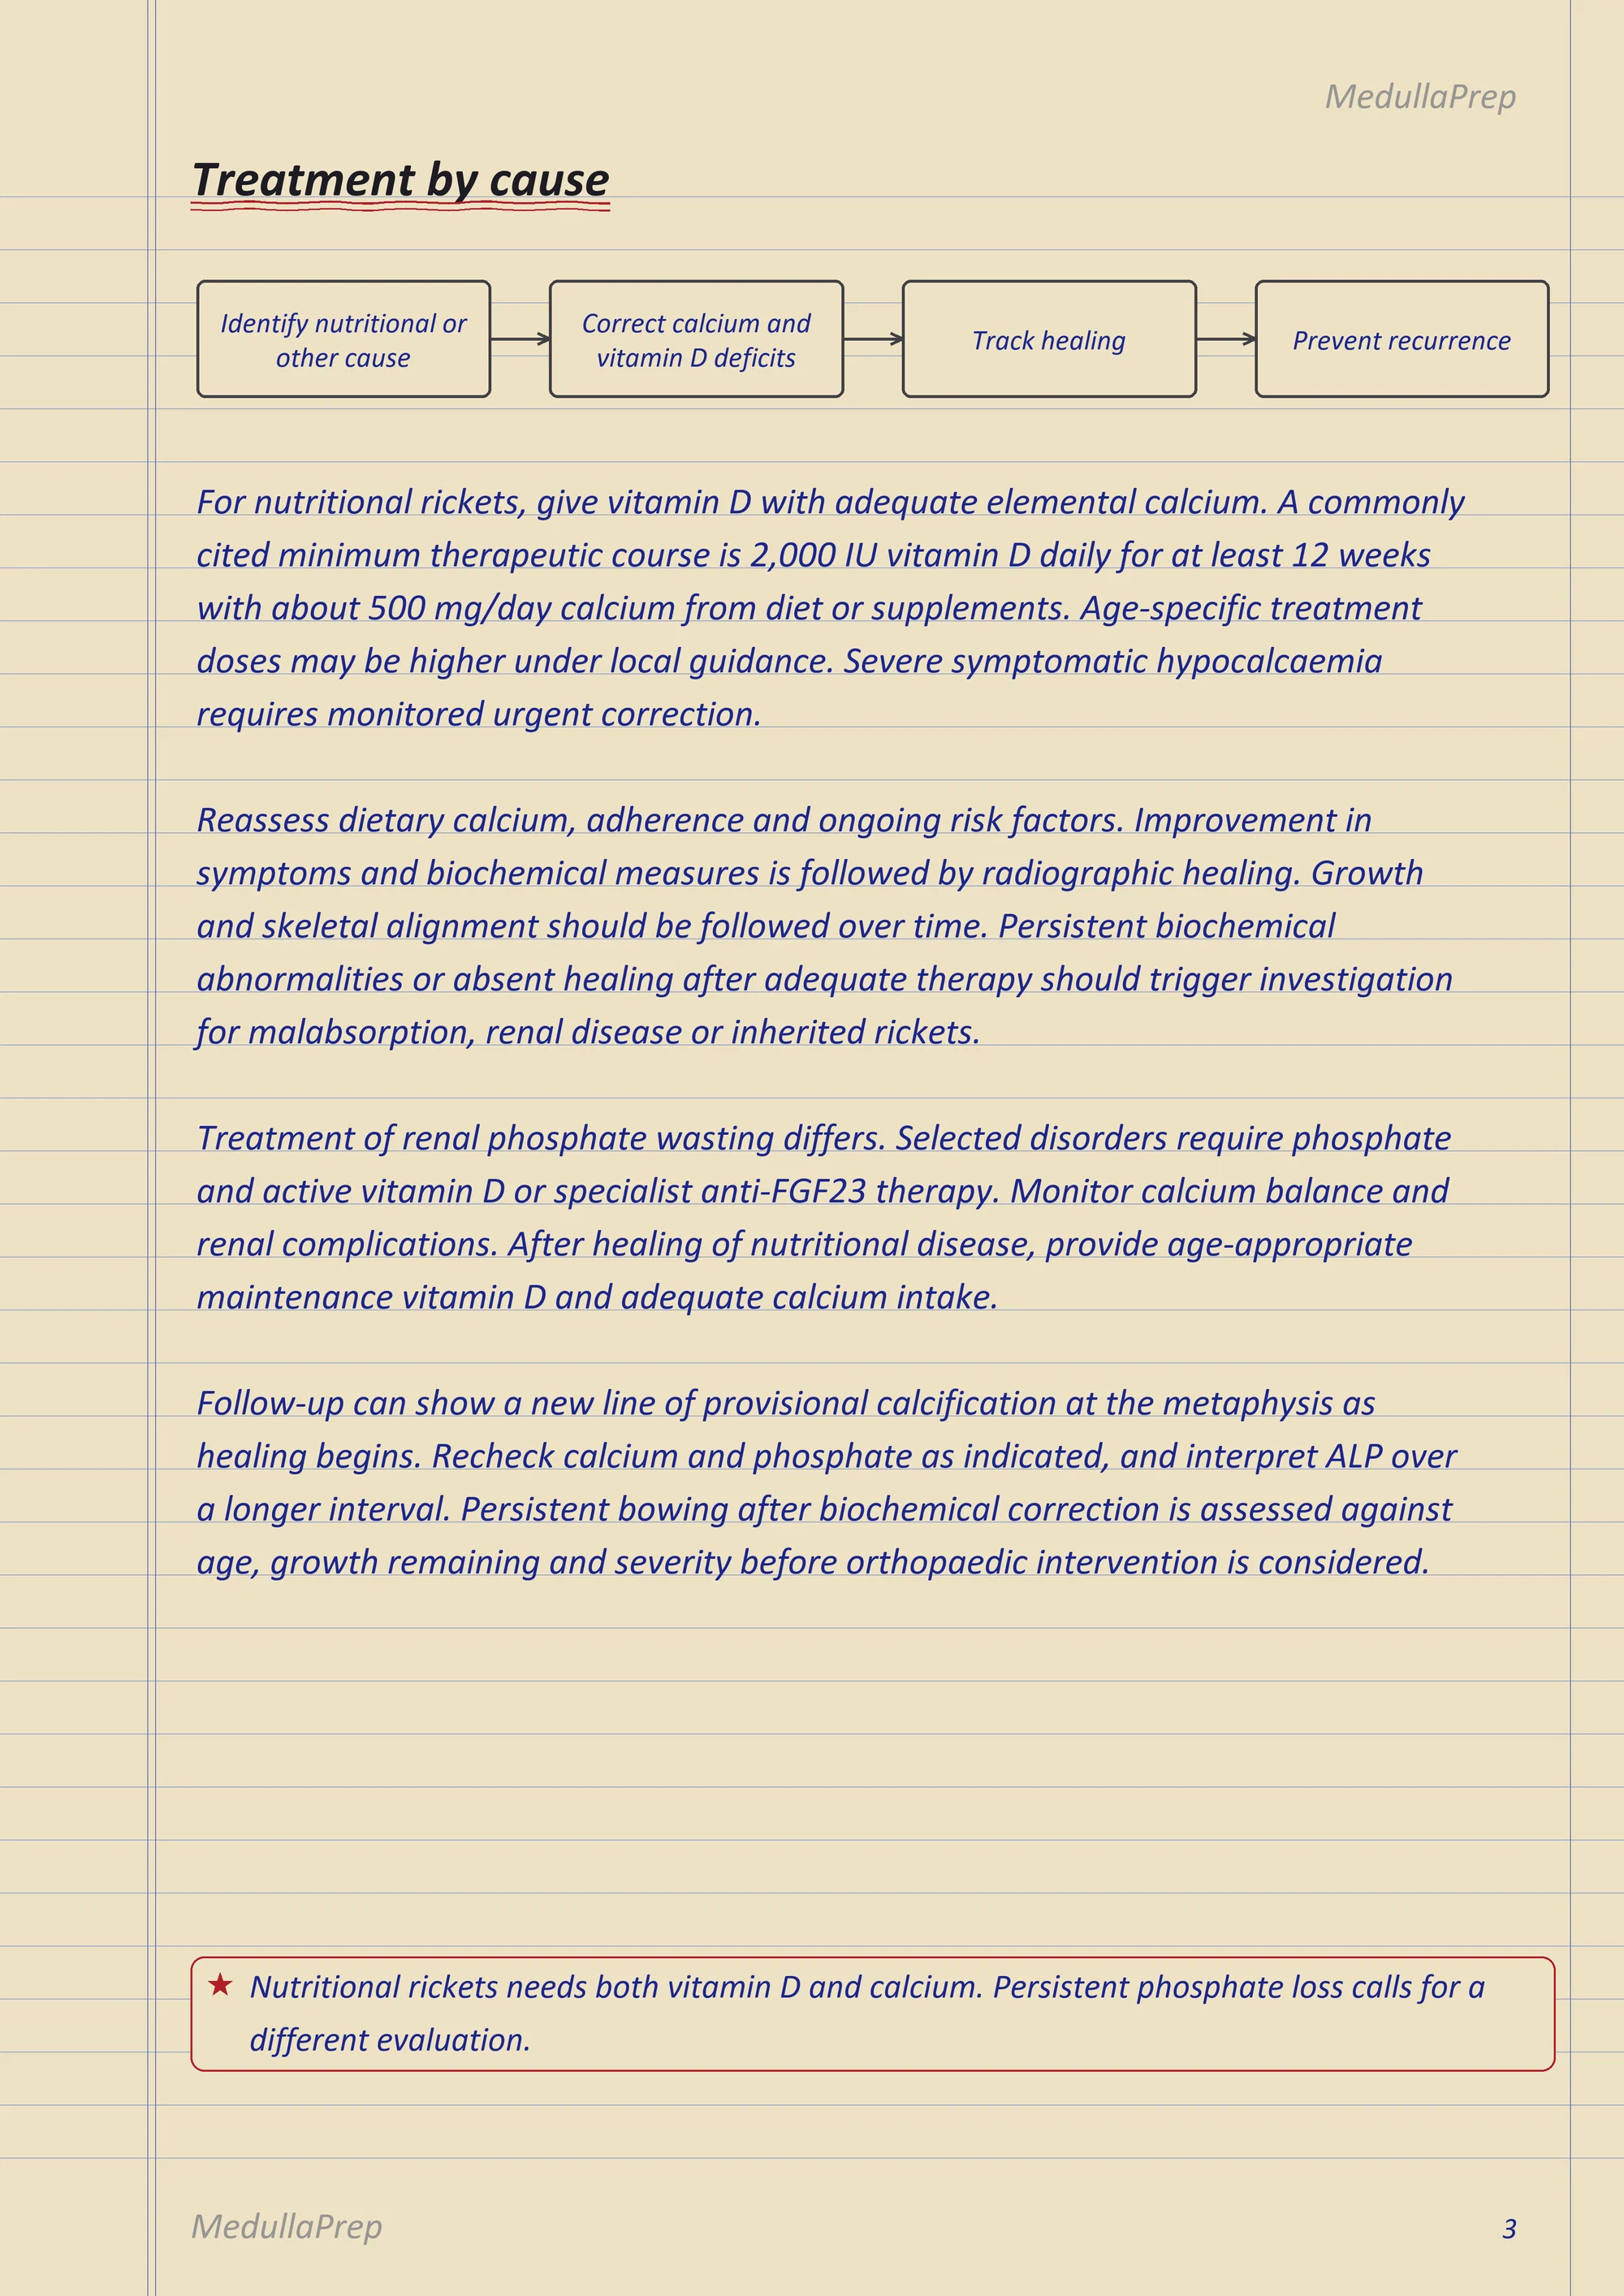 MedullaPrep
Treatment by cause
Identify nutritional or
other cause
Correct calcium and
vitamin D deficits
Track healing
Prevent recurrence
For nutritional rickets, give vitamin D with adequate elemental calcium. A commonly
cited minimum therapeutic course is 2,000 IU vitamin D daily for at least 12 weeks
with about 500 mg/day calcium from diet or supplements. Age-specific treatment
doses may be higher under local guidance. Severe symptomatic hypocalcaemia
requires monitored urgent correction.
Reassess dietary calcium, adherence and ongoing risk factors. Improvement in
symptoms and biochemical measures is followed by radiographic healing. Growth
and skeletal alignment should be followed over time. Persistent biochemical
abnormalities or absent healing after adequate therapy should trigger investigation
for malabsorption, renal disease or inherited rickets.
Treatment of renal phosphate wasting differs. Selected disorders require phosphate
and active vitamin D or specialist anti-FGF23 therapy. Monitor calcium balance and
renal complications. After healing of nutritional disease, provide age-appropriate
maintenance vitamin D and adequate calcium intake.
Follow-up can show a new line of provisional calcification at the metaphysis as
healing begins. Recheck calcium and phosphate as indicated, and interpret ALP over
a longer interval. Persistent bowing after biochemical correction is assessed against
age, growth remaining and severity before orthopaedic intervention is considered.
★ Nutritional rickets needs both vitamin D and calcium. Persistent phosphate loss calls for a
different evaluation.
MedullaPrep
3